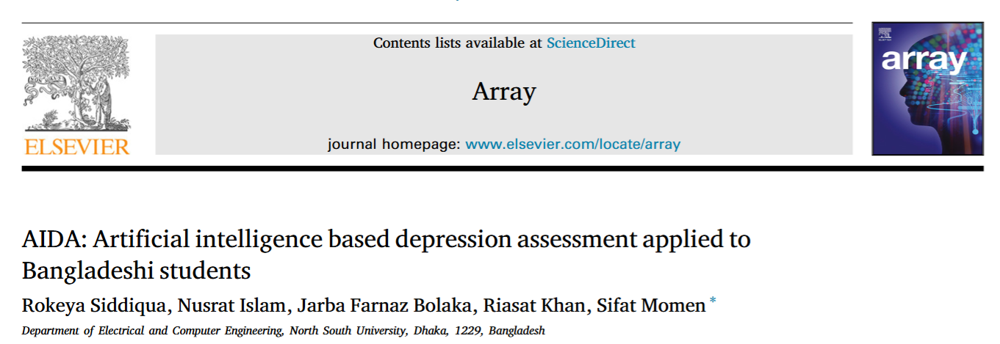 Contents lists available at ScienceDirect
Array
journal homepage: www.elsevier.com/locate/array
ELSEVIER
ELSEVIER
array
AIDA: Artificial intelligence based depression assessment applied to
Bangladeshi students
Rokeya Siddiqua, Nusrat Islam, Jarba Farnaz Bolaka, Riasat Khan, Sifat Momen *
Department of Electrical and Computer Engineering, North South University, Dhaka, 1229, Bangladesh